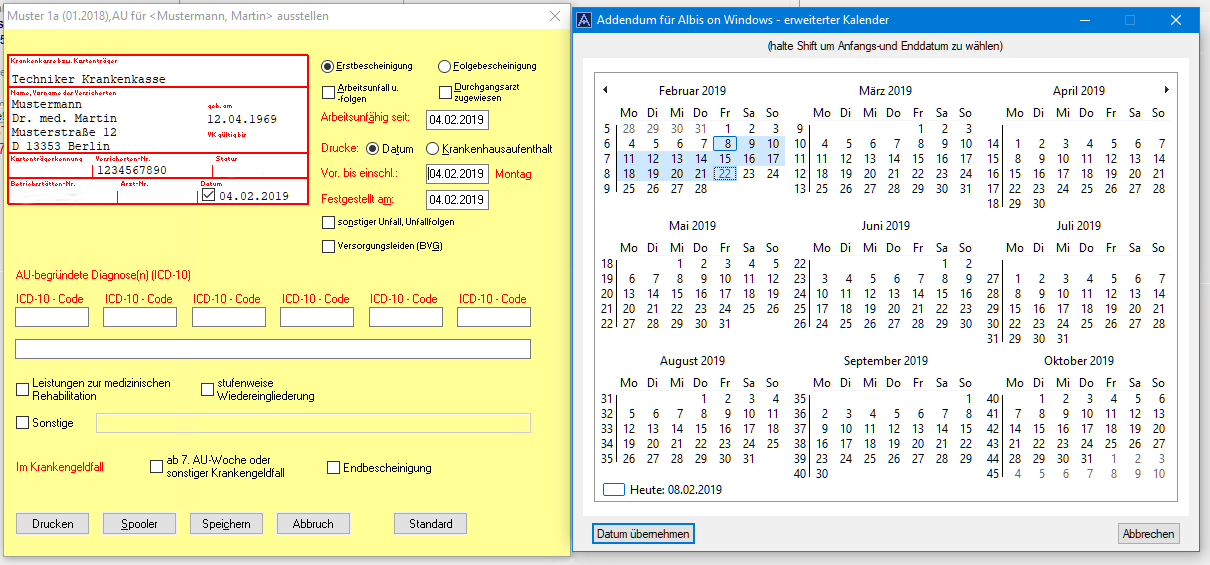 Muster 1a (01.2018),AU für <Mustermann, Martin> ausstellen
Krankenkasse bzw. Kostenträger
Techniker Krankenkasse
Name, Vorname der Versicherten
Mustermann
geb. am
Dr. med. Martin
12.04.1969
Musterstraße 12
VK gültig bis
D 13353 Berlin
Kostenträgerkennung Versicherten-Nr. Status
1234567890
Betriebsstätten-Nr. Arzt-Nr. Datum
04.02.2019
Erstbescheinigung Folgebescheinigung
Arbeitsunfall u. -folgen
Durchgangsarzt zugewiesen
Arbeitsunfähig seit: 04.02.2019
Drucke: Datum Krankenhausaufenthalt
Vor. bis einschl.: 04.02.2019 Montag
Festgestellt am: 04.02.2019
sonstiger Unfall, Unfallfolgen
Versorgungsleiden (BVG)
AU-begründete Diagnose(n) (ICD-10)
ICD-10 - Code ICD-10 - Code ICD-10 - Code ICD-10 - Code ICD-10 - Code ICD-10 - Code
Leistungen zur medizinischen Rehabilitation
stufenweise Wiedereingliederung
Sonstige
Im Krankengeldfall
ab 7. AU-Woche oder sonstiger Krankengeldfall
Endbescheinigung
Drucken Spooler Speichern Abbruch Standard
Addendum für Albis on Windows - erweiterter Kalender
(halte Shift um Anfangs-und Enddatum zu wählen)
Februar 2019
Mo Di Mi Do Fr Sa So
5 28 29 30 31 1 2 3
6 4 5 6 7 8 9 10
7 11 12 13 14 15 16 17
8 18 19 20 21 22 23 24
9 25 26 27 28
März 2019
Mo Di Mi Do Fr Sa So
9 1 2 3
10 4 5 6 7 8 9 10
11 11 12 13 14 15 16 17
12 18 19 20 21 22 23 24
13 25 26 27 28 29 30 31
April 2019
Mo Di Mi Do Fr Sa So
14 1 2 3 4 5 6 7
15 8 9 10 11 12 13 14
16 15 16 17 18 19 20 21
17 22 23 24 25 26 27 28
18 29 30
Mai 2019
Mo Di Mi Do Fr Sa So
18 1 2 3 4 5
19 6 7 8 9 10 11 12
20 13 14 15 16 17 18 19
21 20 21 22 23 24 25 26
22 27 28 29 30 31
Juni 2019
Mo Di Mi Do Fr Sa So
22 1 2
23 3 4 5 6 7 8 9
24 10 11 12 13 14 15 16
25 17 18 19 20 21 22 23
26 24 25 26 27 28 29 30
Juli 2019
Mo Di Mi Do Fr Sa So
27 1 2 3 4 5 6 7
28 8 9 10 11 12 13 14
29 15 16 17 18 19 20 21
30 22 23 24 25 26 27 28
31 29 30 31
August 2019
Mo Di Mi Do Fr Sa So
31 1 2 3 4
32 5 6 7 8 9 10 11
33 12 13 14 15 16 17 18
34 19 20 21 22 23 24 25
35 26 27 28 29 30 31
September 2019
Mo Di Mi Do Fr Sa So
35 1
36 2 3 4 5 6 7 8
37 9 10 11 12 13 14 15
38 16 17 18 19 20 21 22
39 23 24 25 26 27 28 29
40 30
Oktober 2019
Mo Di Mi Do Fr Sa So
40 1 2 3 4 5 6
41 7 8 9 10 11 12 13
42 14 15 16 17 18 19 20
43 21 22 23 24 25 26 27
44 28 29 30 31 1 2 3
45 4 5 6 7 8 9 10
Heute: 08.02.2019
Datum übernehmen Abbrechen